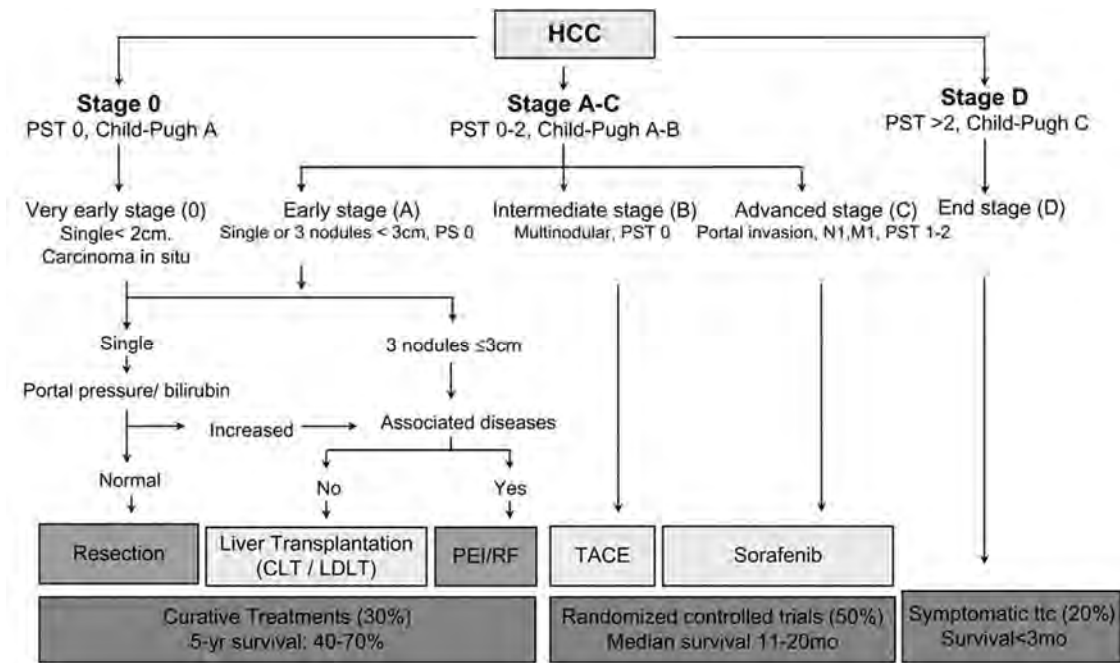 HCC
Stage 0
PST 0, Child-Pugh A
Stage A-C
PST 0-2, Child-Pugh A-B
Stage D
PST >2, Child-Pugh C
Very early stage (0)
Single< 2cm.
Carcinoma in situ
Early stage (A)
Single or 3 nodules < 3cm, PS 0
Intermediate stage (B)
Multinodular, PST 0
Advanced stage (C)
Portal invasion, N1,M1, PST 1-2
End stage (D)
Single
3 nodules ≤3cm
Portal pressure/ bilirubin
Increased
Associated diseases
Normal
No
Yes
Resection
Liver Transplantation
(CLT / LDLT)
PEI/RF
TACE
Sorafenib
Curative Treatments (30%)
5-yr survival: 40-70%
Randomized controlled trials (50%)
Median survival 11-20mo
Symptomatic ttc (20%)
Survival<3mo